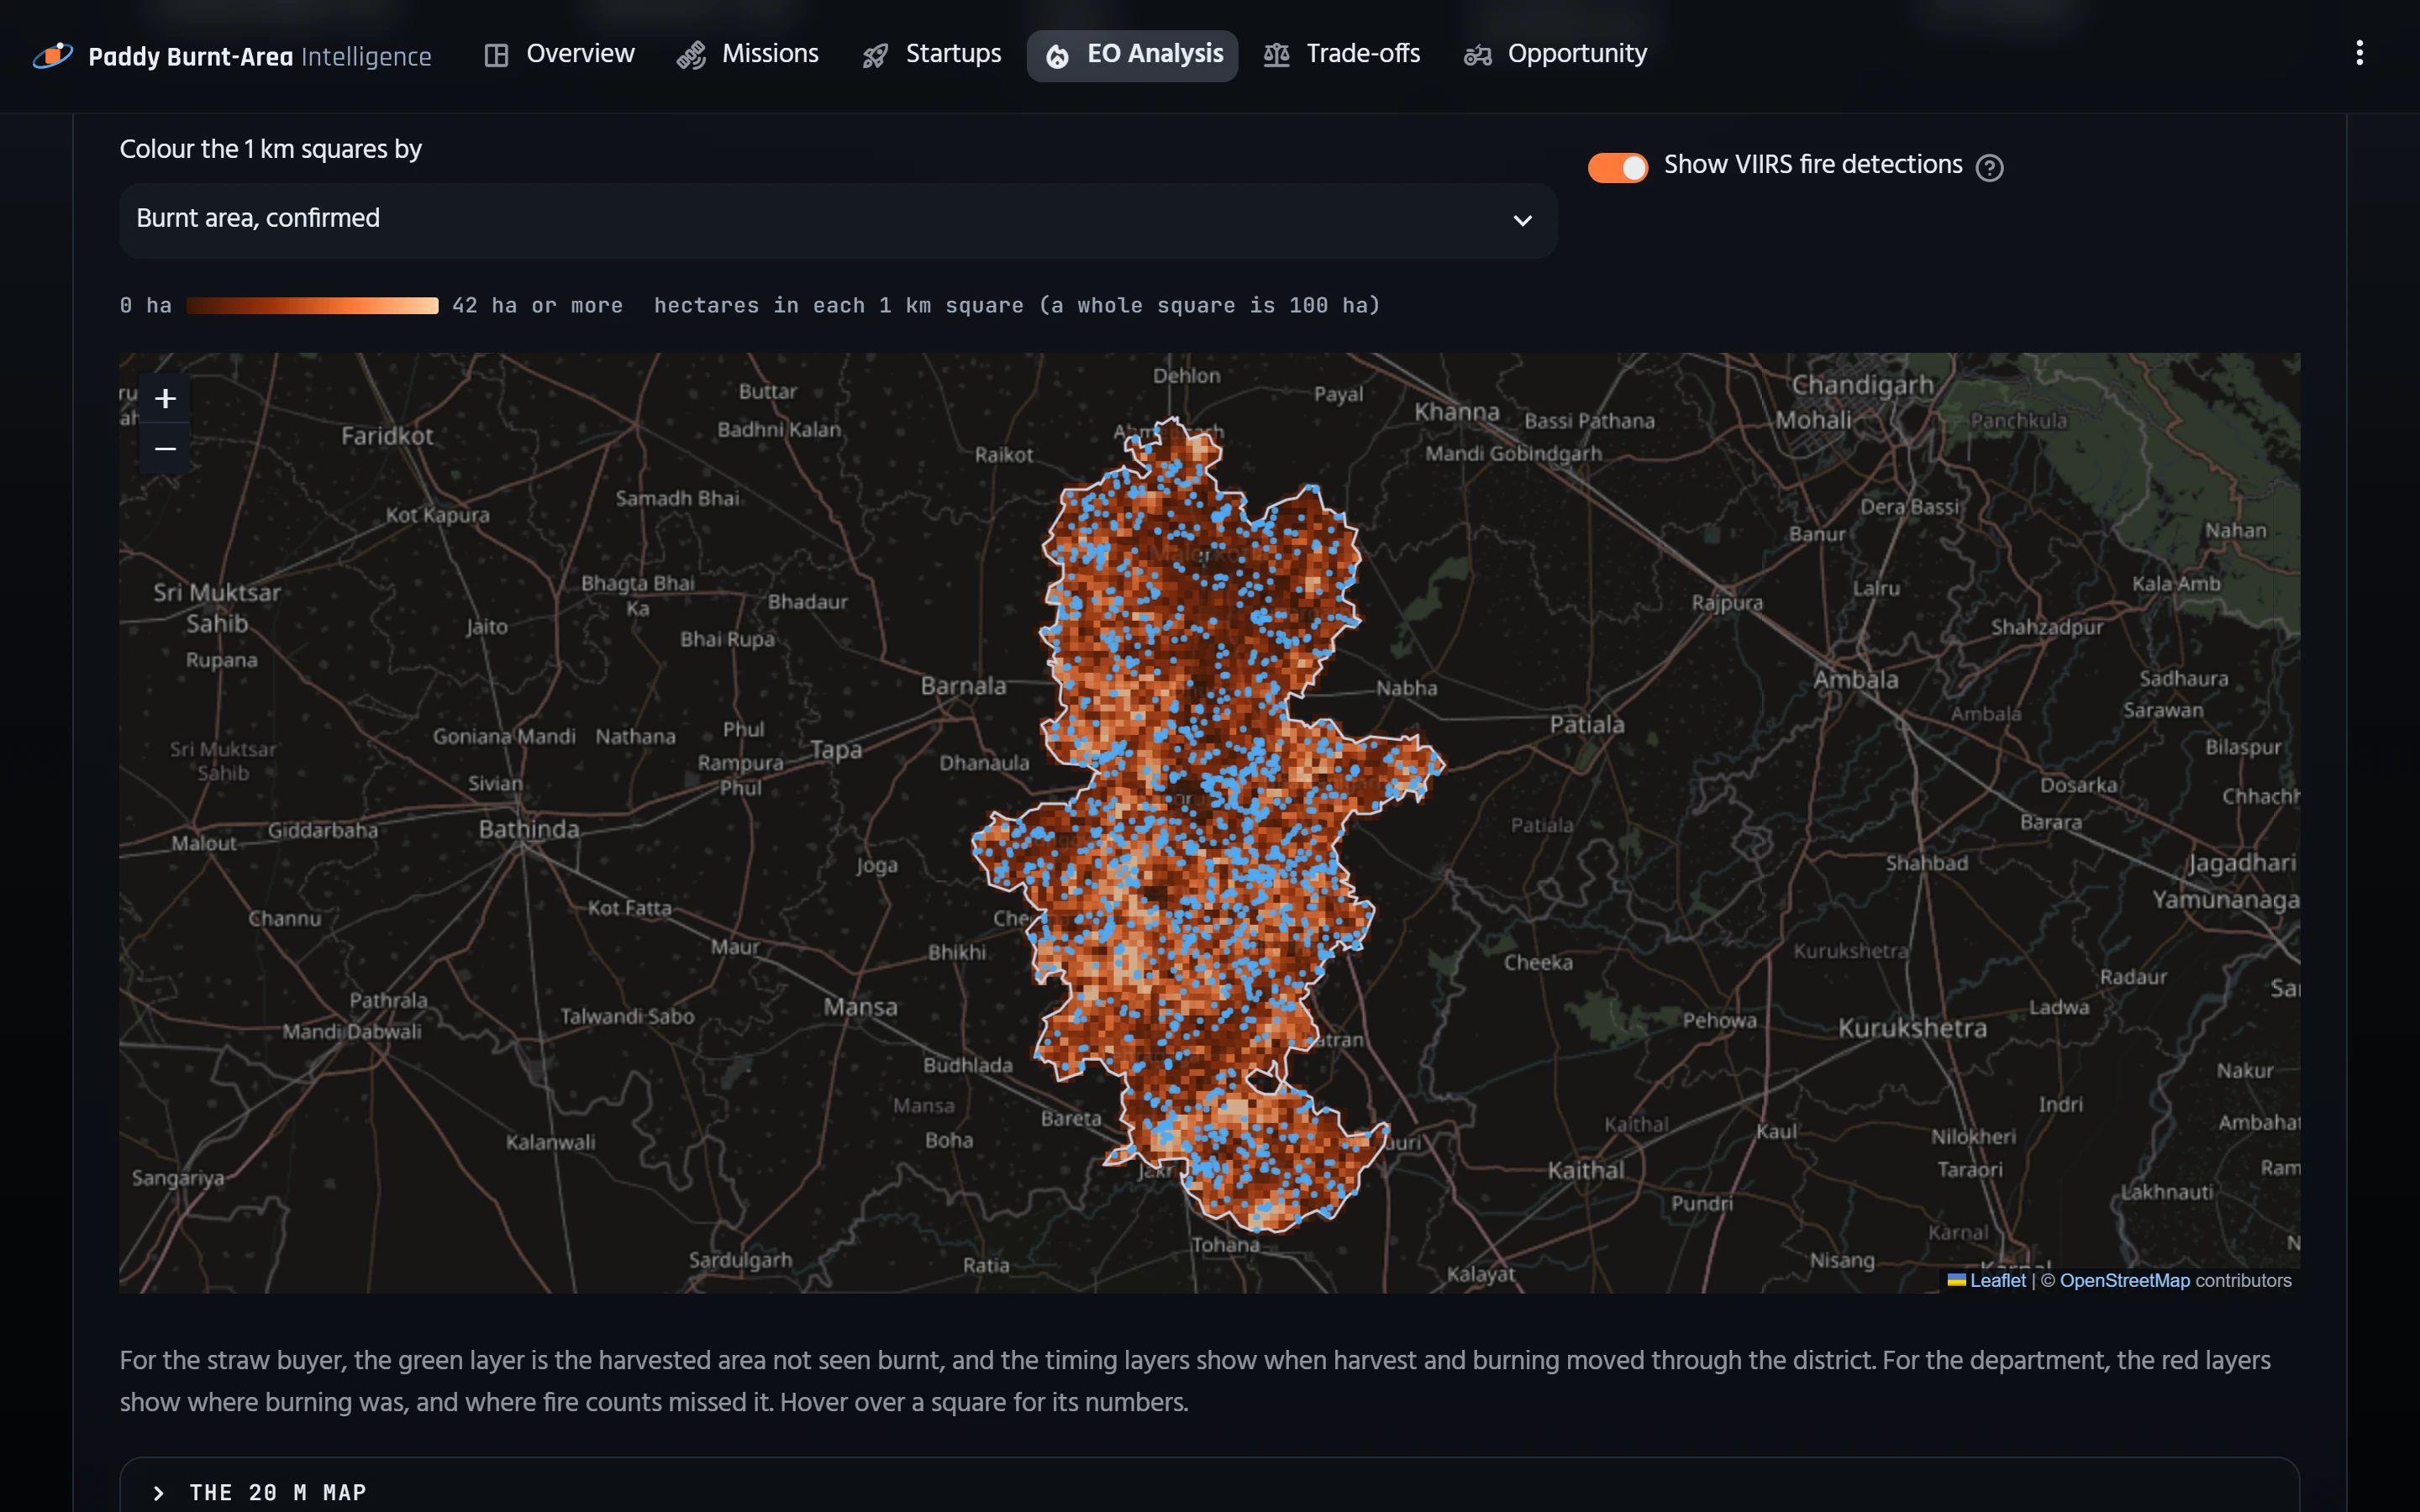 Paddy Burnt-Area Intelligence
Overview
Missions
Startups
EO Analysis
Trade-offs
Opportunity
Colour the 1 km squares by
Show VIIRS fire detections
?
Burnt area, confirmed
0 ha
42 ha or more
hectares in each 1 km square (a whole square is 100 ha)
+
−
Dehlon
Buttar
Payal
Chandigarh
Khanna
Bassi Pathana
Mohali
Panchkula
Faridkot
Badhni Kalan
Raikot
Mandi Gobindgarh
Samadh Bhai
Kot Kapura
Dera Bassi
Banur
Nahan
Sri Muktsar
Sahib
Bhagta Bhai
Ka
Bhadaur
Rajpura
Lalru
Kala Amb
Jaito
Bhai Rupa
Shahzadpur
Rupana
Barnala
Nabha
Ambala
Sadhaura
Ambala
Sarawan
Patiala
Goniana Mandi
Nathana
Phul
Tapa
Sri Muktsar
Sahib
Rampura
Phul
Dhanaula
Bilaspur
Sivian
Dosarka
Giddarbaha
Bathinda
Malout
Patiala
Barara
Joga
Shahbad
Jagadhari
Channu
Kot Fatta
Maur
Bhikhi
Cheeka
Kurukshetra
Radaur
Pathrala
Mandi Dabwali
Talwandi Sabo
Mansa
Pehowa
Kurukshetra
Ladwa
Budhlada
Nakur
Mansa
Bareta
Boha
Kalanwali
Kaithal
Kaul
Indri
Nilokheri
Taraori
Sangariya
Kaithal
Pundri
Lakhnauti
Karnal
Tohana
Sardulgarh
Ratia
Kalayat
Nisang
Leaflet | © OpenStreetMap contributors
For the straw buyer, the green layer is the harvested area not seen burnt, and the timing layers show when harvest and burning moved through the district. For the department, the red layers
show where burning was, and where fire counts missed it. Hover over a square for its numbers.
THE 20 M MAP